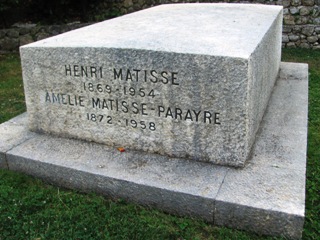 HENRI MATISSE
1869-1954
AMELIE MATISSE-PARAYRE
1872-1958